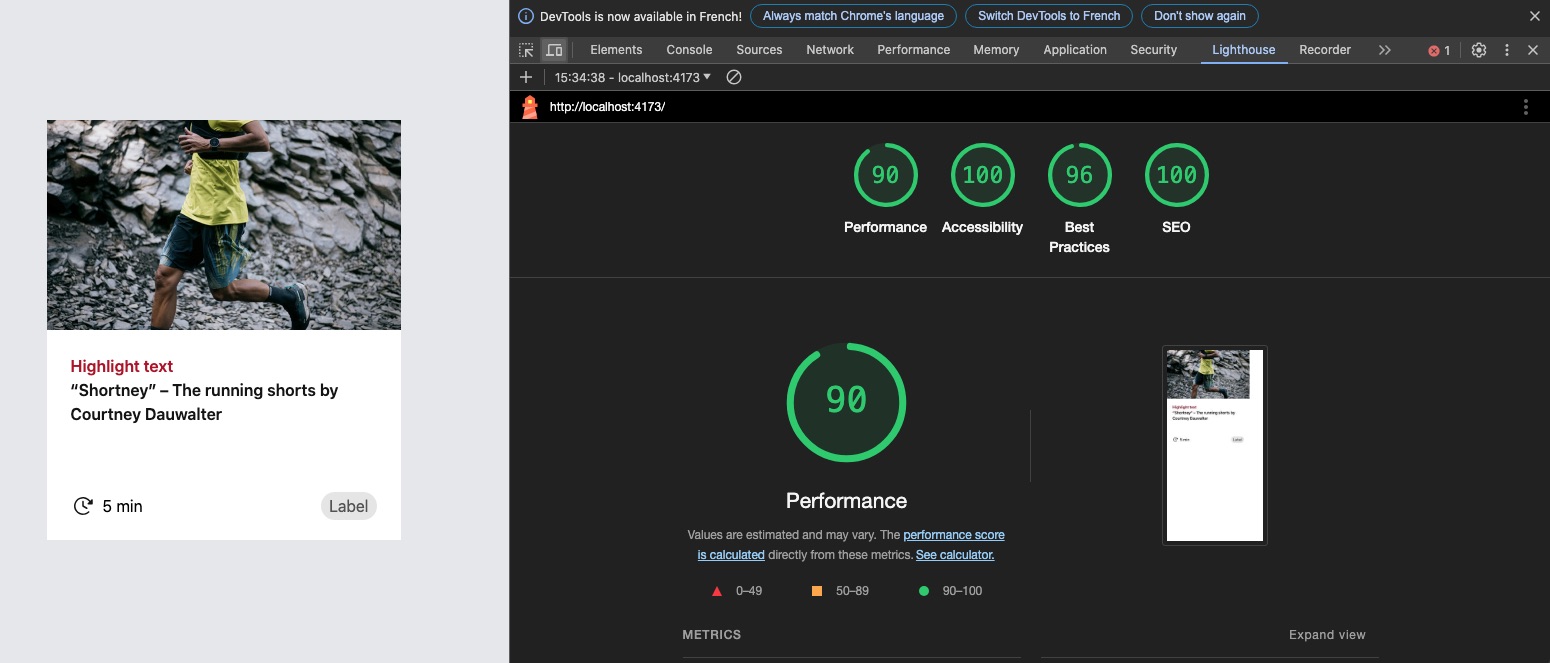 DevTools is now available in French! Always match Chrome's language Switch DevTools to French Don't show again
Elements Console Sources Network Performance Memory Application Security Lighthouse Recorder 1
15:34:38 - localhost:4173
http://localhost:4173/
90 100 96 100
Performance Accessibility Best Practices SEO
Highlight text
“Shortney” – The running shorts by
Courtney Dauwalter
5 min Label
90
Performance
Values are estimated and may vary. The performance score
is calculated directly from these metrics. See calculator.
0–49 50–89 90–100
METRICS Expand view
Highlight text
“Shortney” – The running shorts by
Courtney Dauwalter
5 min Label